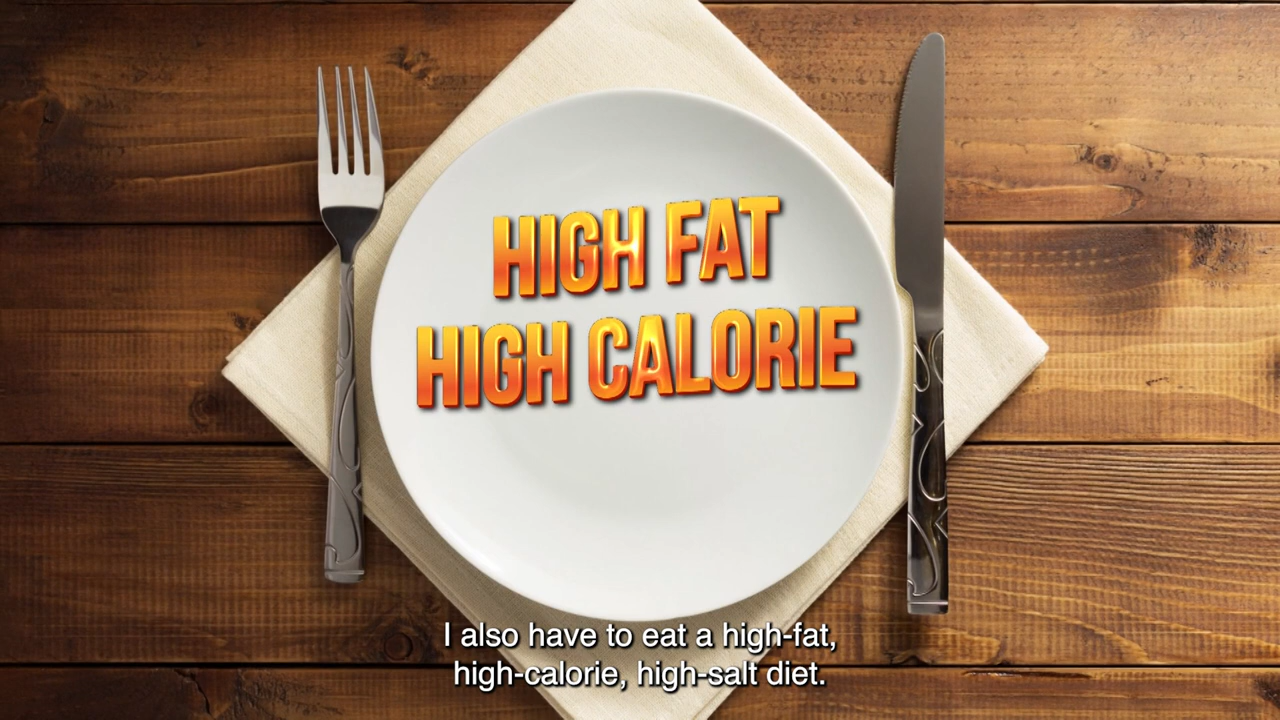 HIGH FAT
HIGH CALORIE
I also have to eat a high-fat,
high-calorie, high-salt diet.